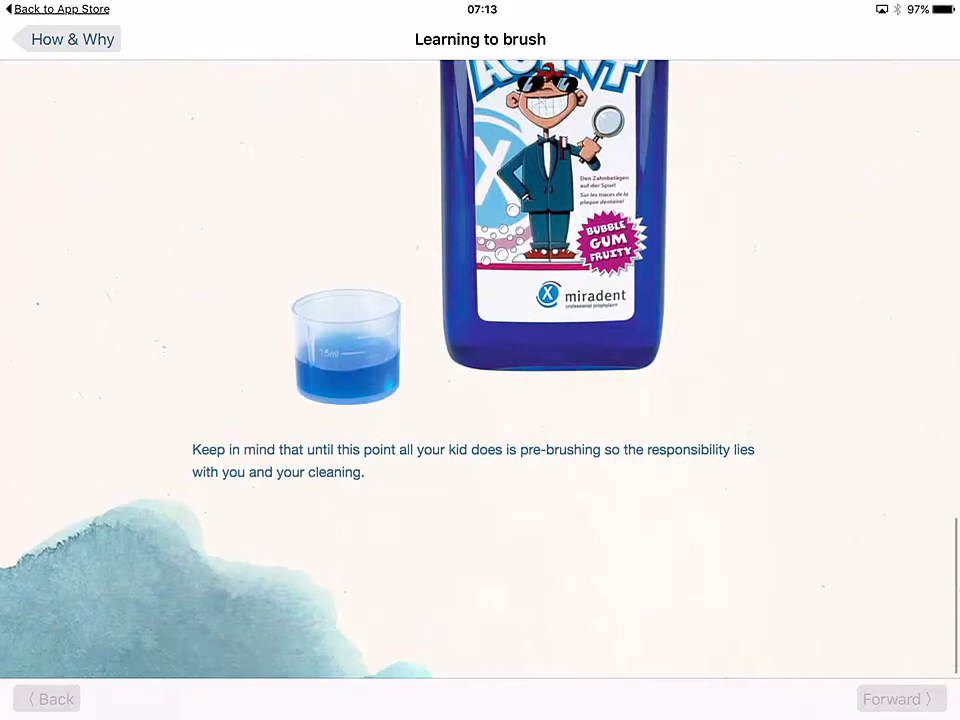 Back to App Store
07:13
97%
How & Why
Learning to brush
AGENT
X
Den Zahnbelägen
auf der Spur!
Sur les traces de la
plaque dentaire!
BUBBLE
GUM
FRUITY
X miradent
professional prophylaxis
15ml
Keep in mind that until this point all your kid does is pre-brushing so the responsibility lies
with you and your cleaning.
Back
Forward